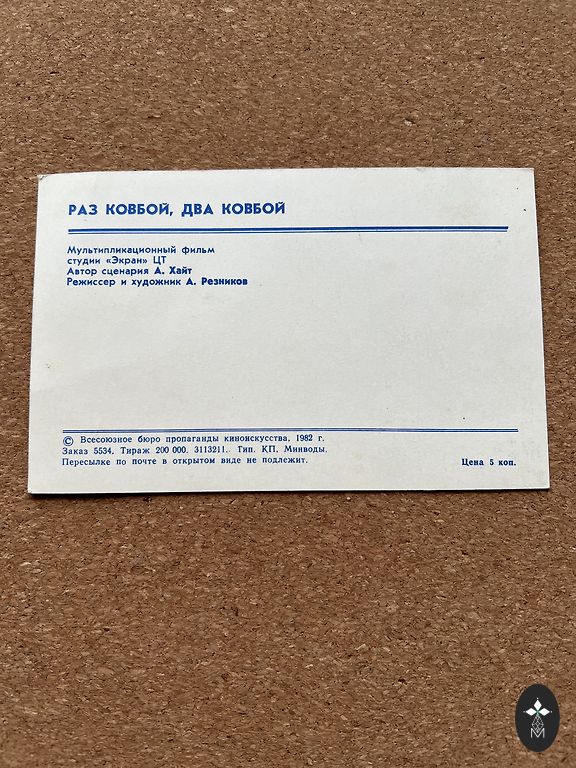 РАЗ КОВБОЙ, ДВА КОВБОЙ
Мультипликационный фильм
студии «Экран» ЦТ
Автор сценария А. Хайт
Режиссер и художник А. Резников
© Всесоюзное бюро пропаганды киноискусства, 1982 г.
Заказ 5534. Тираж 200 000. 3113211. Тип. КП, Минводы.
Пересылке по почте в открытом виде не подлежит. Цена 5 коп.
M